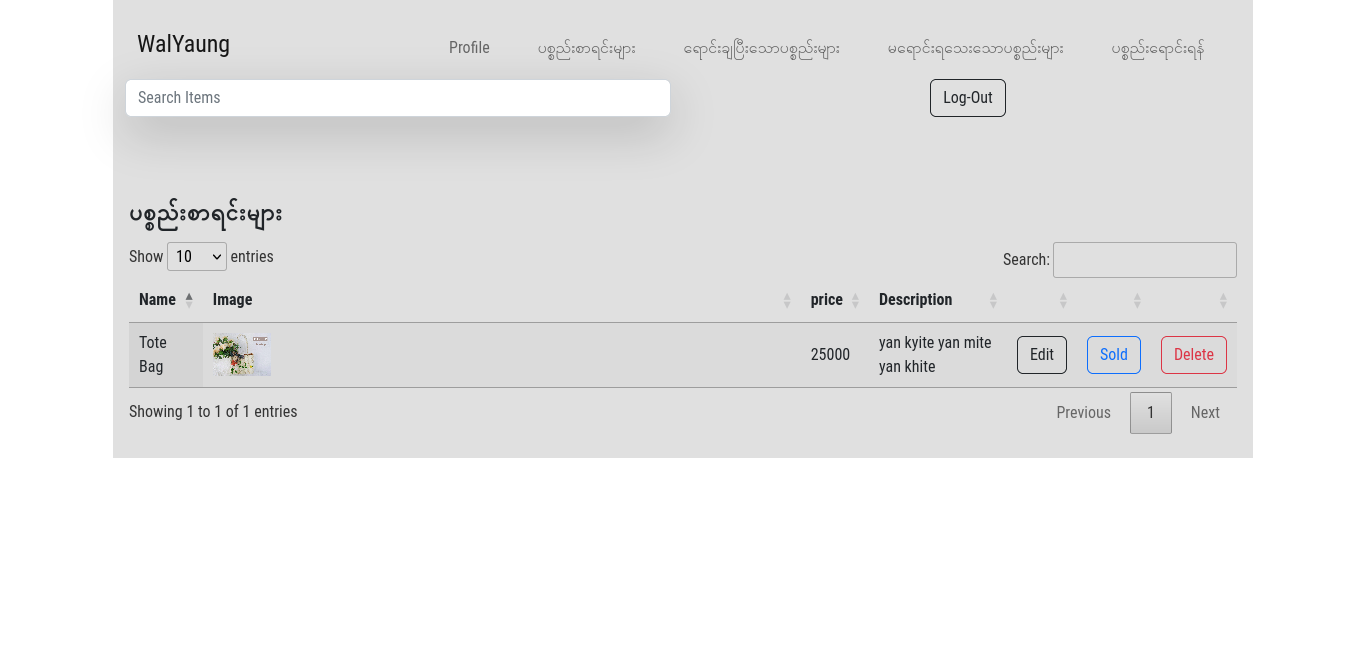 WalYaung
Profile
ပစ္စည်းစာရင်းများ
ရောင်းချပြီးသောပစ္စည်းများ
မရောင်းရသေးသောပစ္စည်းများ
ပစ္စည်းရောင်းရန်
Search Items
Log-Out
ပစ္စည်းစာရင်းများ
Show 10 entries
Search:
Name Image price Description
Tote
Bag
25000
yan kyite yan mite
yan khite
Edit
Sold
Delete
Showing 1 to 1 of 1 entries
Previous 1 Next